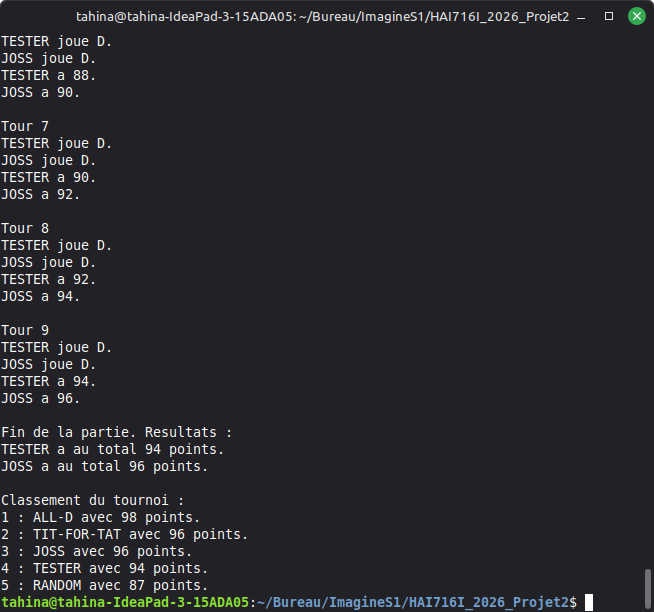 tahina@tahina-IdeaPad-3-15ADA05: ~/Bureau/ImagineS1/HAI716I_2026_Projet2
TESTER joue D.
JOSS joue D.
TESTER a 88.
JOSS a 90.
Tour 7
TESTER joue D.
JOSS joue D.
TESTER a 90.
JOSS a 92.
Tour 8
TESTER joue D.
JOSS joue D.
TESTER a 92.
JOSS a 94.
Tour 9
TESTER joue D.
JOSS joue D.
TESTER a 94.
JOSS a 96.
Fin de la partie. Resultats :
TESTER a au total 94 points.
JOSS a au total 96 points.
Classement du tournoi :
1 : ALL-D avec 98 points.
2 : TIT-FOR-TAT avec 96 points.
3 : JOSS avec 96 points.
4 : TESTER avec 94 points.
5 : RANDOM avec 87 points.
tahina@tahina-IdeaPad-3-15ADA05:~/Bureau/ImagineS1/HAI716I_2026_Projet2$